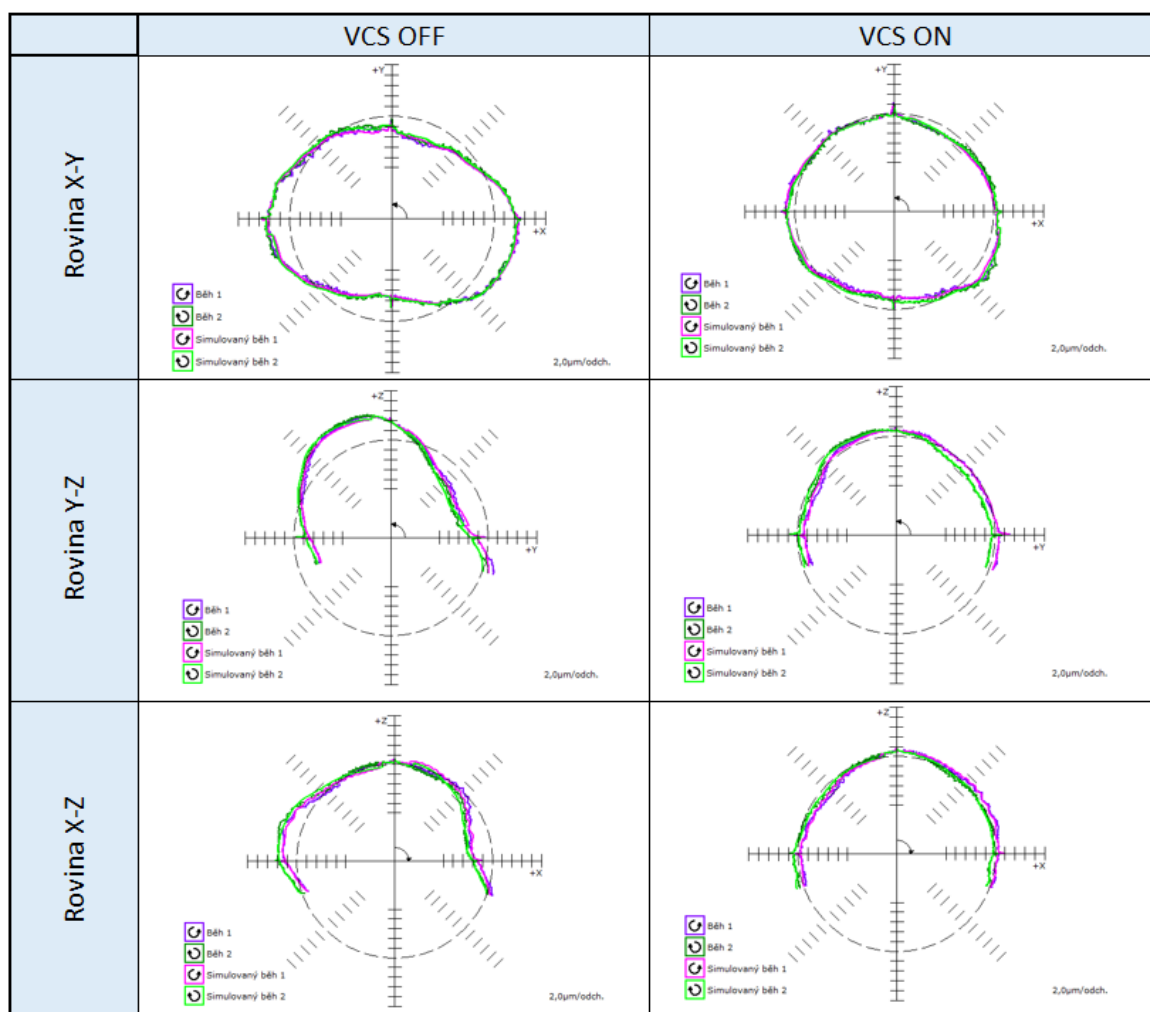 VCS OFF
VCS ON
Rovina X-Y
+Y
+X
Běh 1
Běh 2
Simulovaný běh 1
Simulovaný běh 2
2,0µm/odch.
+Y
+X
Běh 1
Běh 2
Simulovaný běh 1
Simulovaný běh 2
2,0µm/odch.
Rovina Y-Z
+Z
+Y
Běh 1
Běh 2
Simulovaný běh 1
Simulovaný běh 2
2,0µm/odch.
+Z
+Y
Běh 1
Běh 2
Simulovaný běh 1
Simulovaný běh 2
2,0µm/odch.
Rovina X-Z
+Z
+X
Běh 1
Běh 2
Simulovaný běh 1
Simulovaný běh 2
2,0µm/odch.
+Z
+X
Běh 1
Běh 2
Simulovaný běh 1
Simulovaný běh 2
2,0µm/odch.